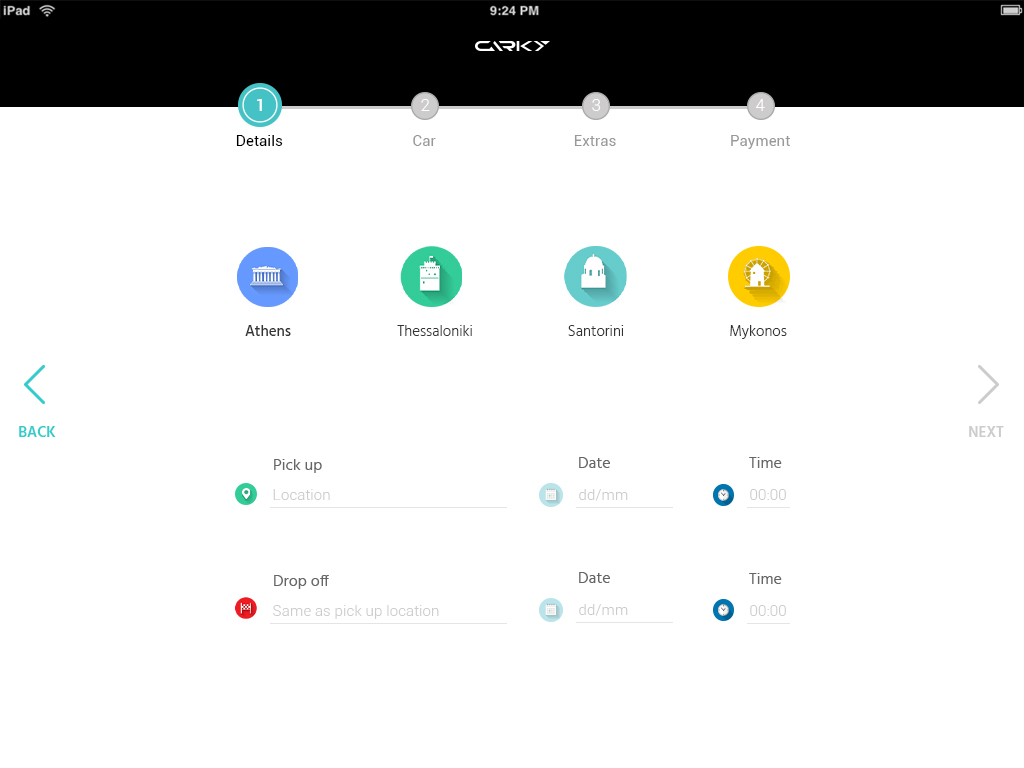 iPad 9:24 PM
CARKY
1 2 3 4
Details Car Extras Payment
Athens Thessaloniki Santorini Mykonos
BACK NEXT
Pick up Date Time
Location dd/mm 00:00
Drop off Date Time
Same as pick up location dd/mm 00:00